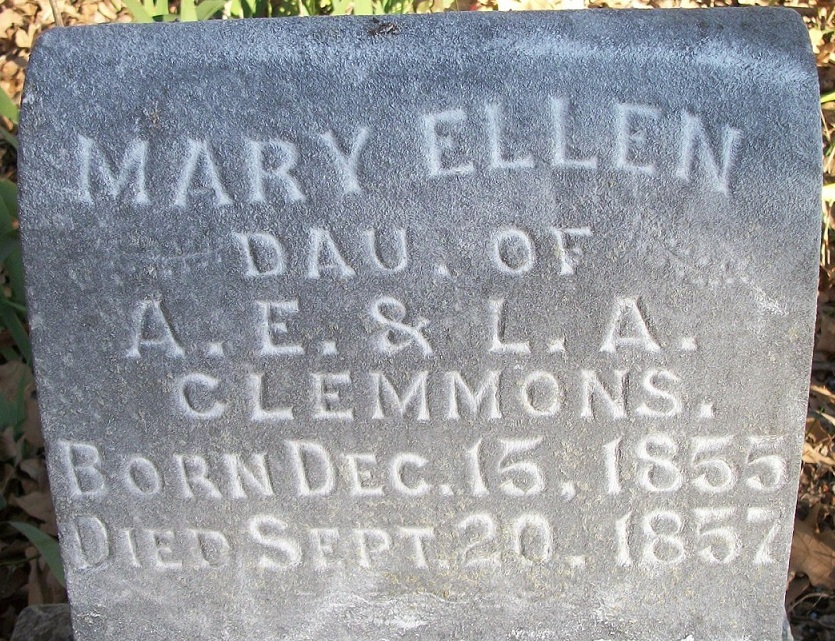 MARY ELLEN
DAU. OF
A. E. & L. A.
CLEMMONS.
BORN DEC. 15, 1855
DIED SEPT. 20, 1857